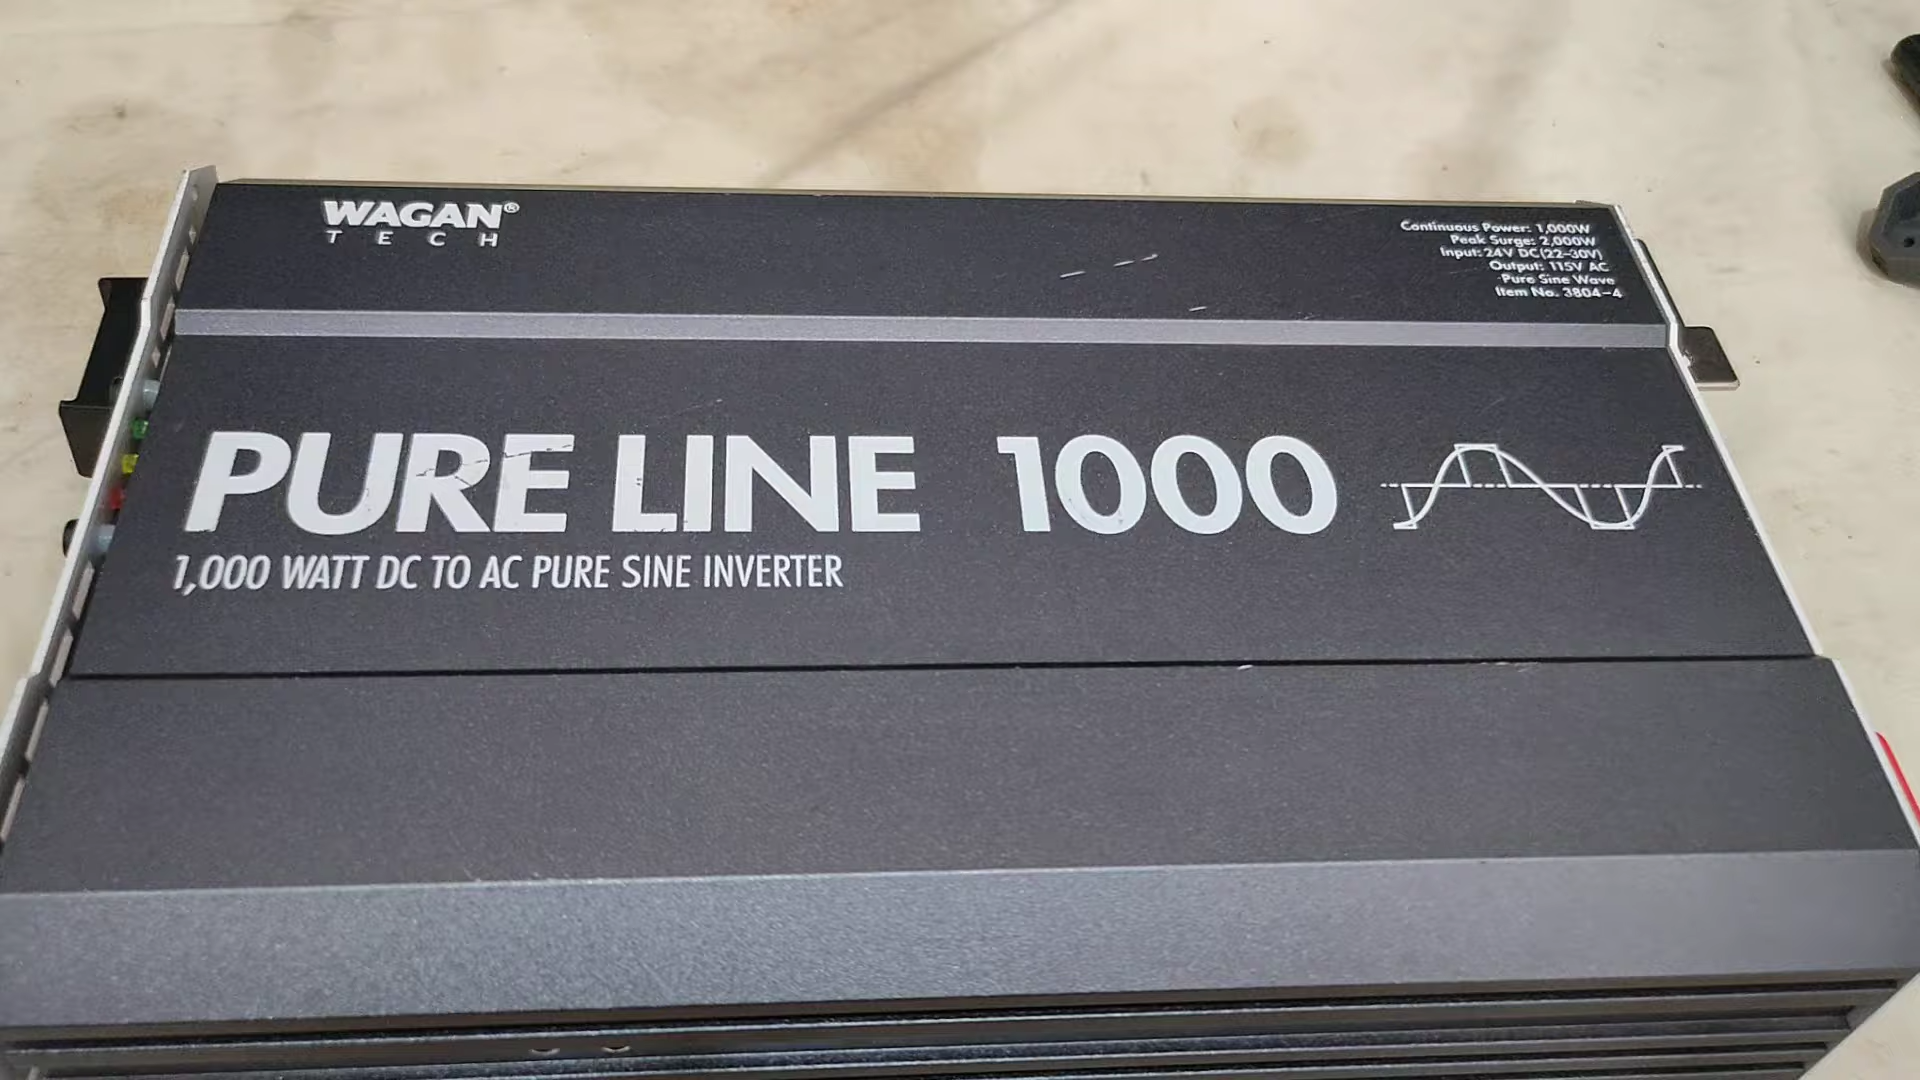 WAGAN®
TECH
Continuous Power: 1,000W
Peak Surge: 2,000W
Input: 24V DC(22-30V)
Output: 115V AC
Pure Sine Wave
Item No. 3804-4
PURE LINE 1000
1,000 WATT DC TO AC PURE SINE INVERTER